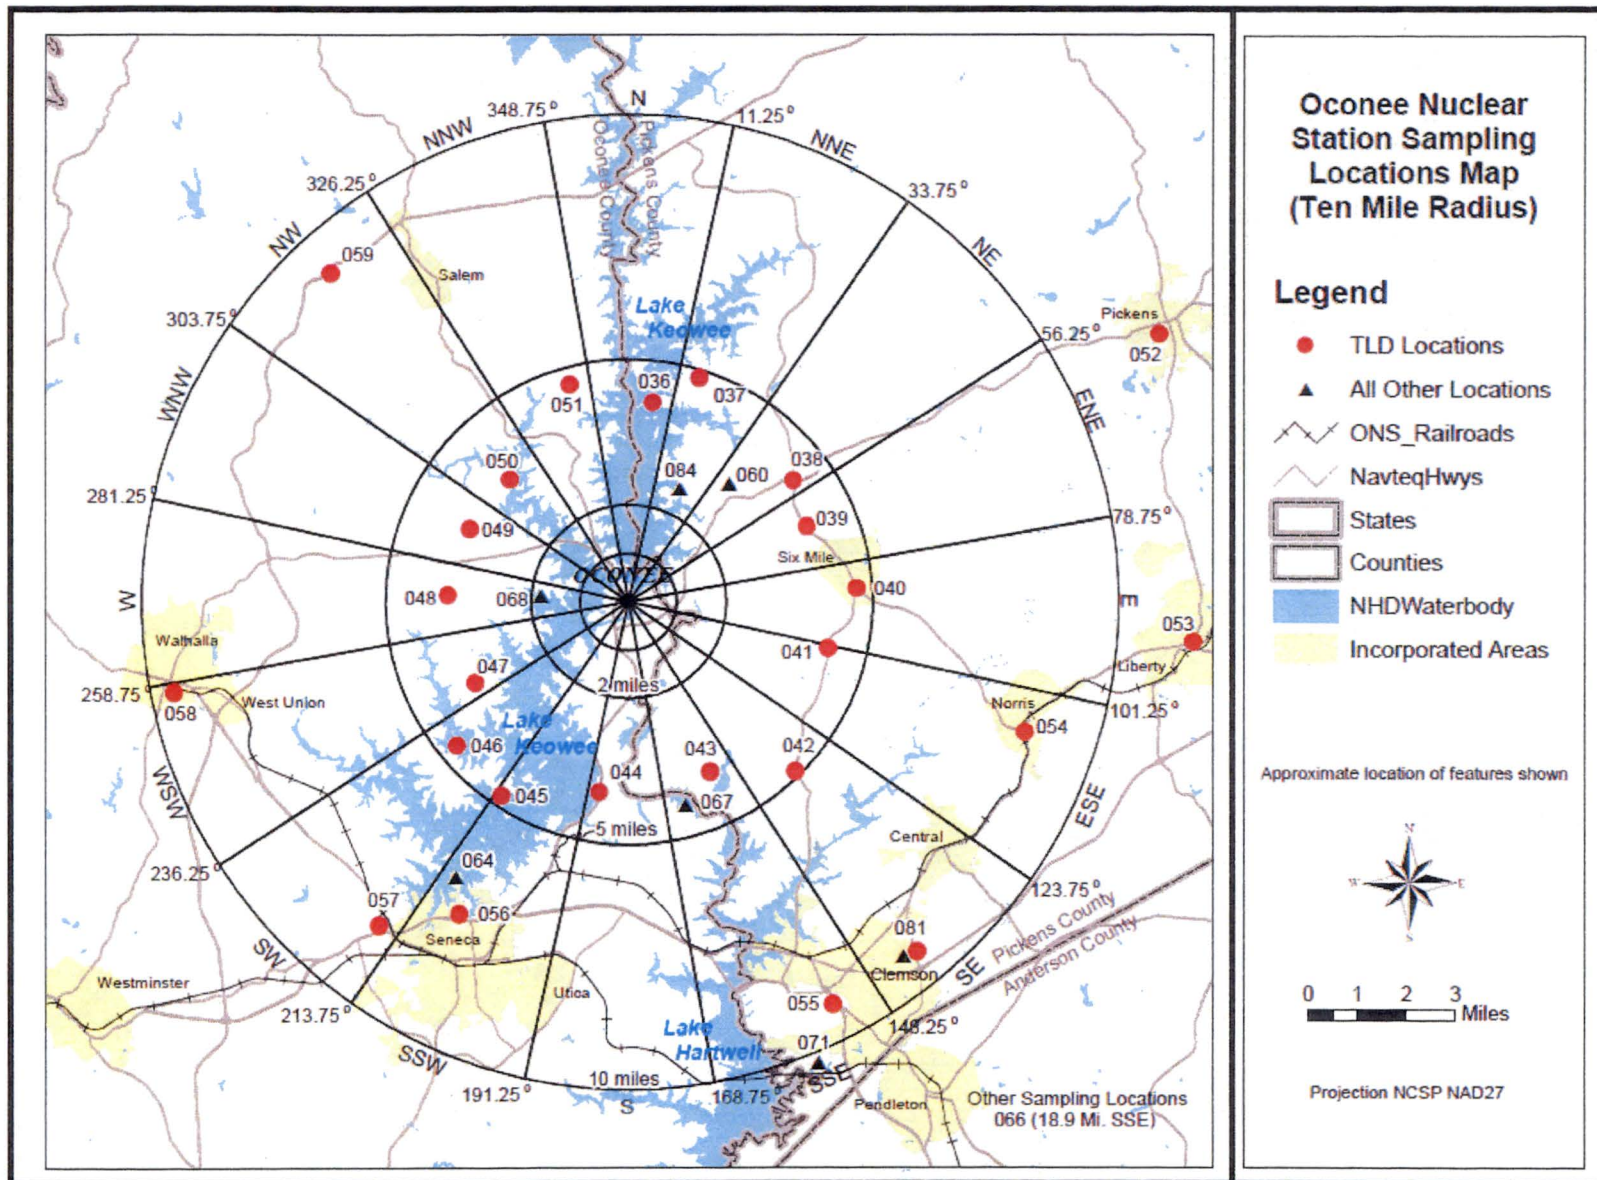 N
348.75°
11.25°
NNW
NNE
Oconee County
Pickens County
326.25°
33.75°
NW
NE
059
Salem
Lake
Keowee
303.75°
56.25°
Pickens
052
WNW
ENE
036
037
051
050
084
060
038
281.25°
78.75°
049
039
Six Mile
OCONEE
048
068
040
W
E
Walhalla
053
041
Liberty
047
2 miles
258.75°
058
West Union
Norris
054
101.25°
Lake
Keowee
046
043
042
044
045
067
WSW
ESE
5 miles
Central
236.25°
064
123.75°
057
056
081
Pickens County
Anderson County
Seneca
SW
SE
Clemson
Westminster
Utica
055
213.75°
146.25°
Lake
Hartwell
071
SSW
10 miles
SSE
191.25°
168.75°
S
Pendleton
Other Sampling Locations
066 (18.9 Mi. SSE)
Oconee Nuclear
Station Sampling
Locations Map
(Ten Mile Radius)
Legend
TLD Locations
All Other Locations
ONS_Railroads
NavteqHwys
States
Counties
NHDWaterbody
Incorporated Areas
Approximate location of features shown
N
W
E
S
0 1 2 3
Miles
Projection NCSP NAD27